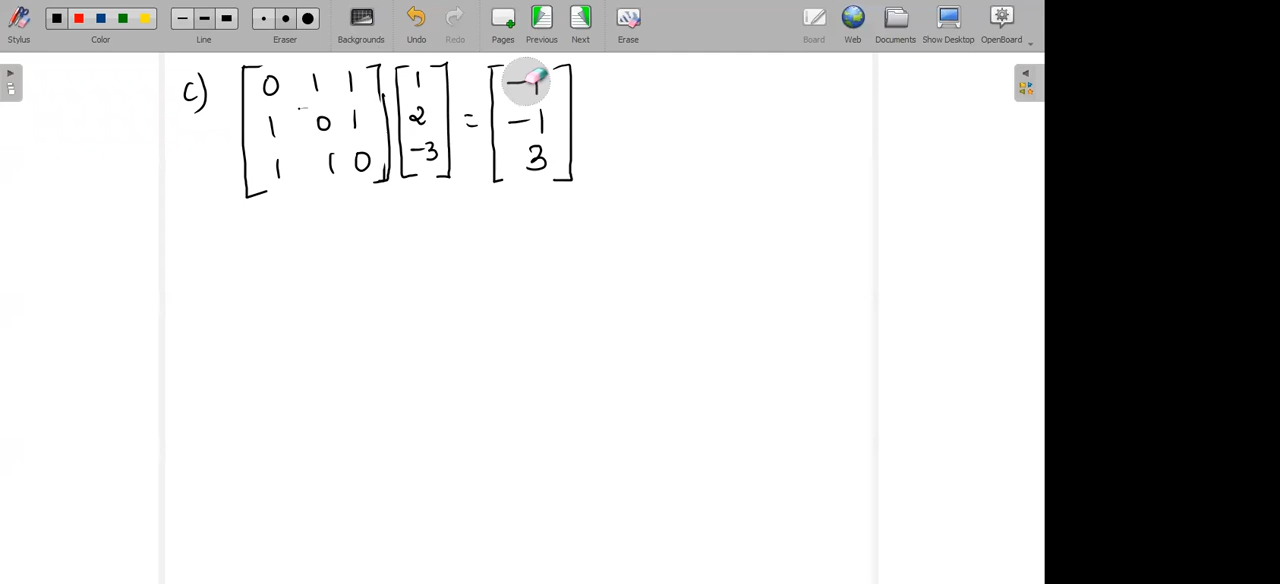 Stylus Color Line Eraser Backgrounds Undo Redo Pages Previous Next Erase Board Web Documents Show Desktop OpenBoard
c) [0 1 1] [1] = [-1]
[1 0 1] [2] [-1]
[1 1 0] [-3] [3]